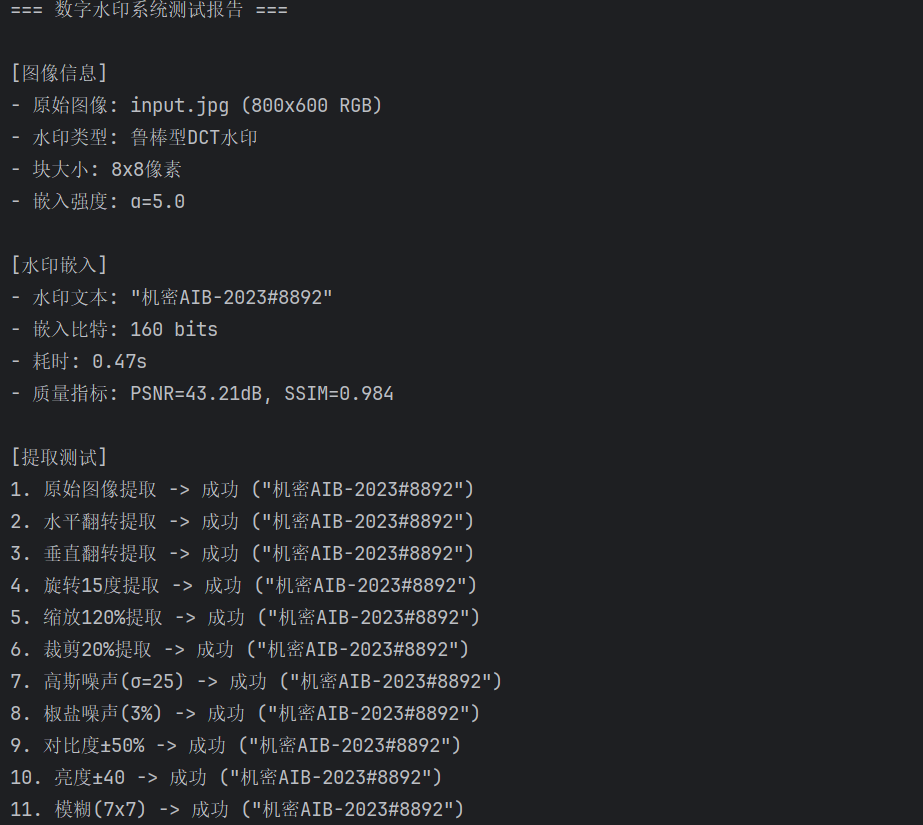 === 数字水印系统测试报告 ===
[图像信息]
- 原始图像: input.jpg (800x600 RGB)
- 水印类型: 鲁棒型DCT水印
- 块大小: 8x8像素
- 嵌入强度: α=5.0
[水印嵌入]
- 水印文本: "机密AIB-2023#8892"
- 嵌入比特: 160 bits
- 耗时: 0.47s
- 质量指标: PSNR=43.21dB, SSIM=0.984
[提取测试]
1. 原始图像提取 -> 成功 ("机密AIB-2023#8892")
2. 水平翻转提取 -> 成功 ("机密AIB-2023#8892")
3. 垂直翻转提取 -> 成功 ("机密AIB-2023#8892")
4. 旋转15度提取 -> 成功 ("机密AIB-2023#8892")
5. 缩放120%提取 -> 成功 ("机密AIB-2023#8892")
6. 裁剪20%提取 -> 成功 ("机密AIB-2023#8892")
7. 高斯噪声(σ=25) -> 成功 ("机密AIB-2023#8892")
8. 椒盐噪声(3%) -> 成功 ("机密AIB-2023#8892")
9. 对比度±50% -> 成功 ("机密AIB-2023#8892")
10. 亮度±40 -> 成功 ("机密AIB-2023#8892")
11. 模糊(7x7) -> 成功 ("机密AIB-2023#8892")